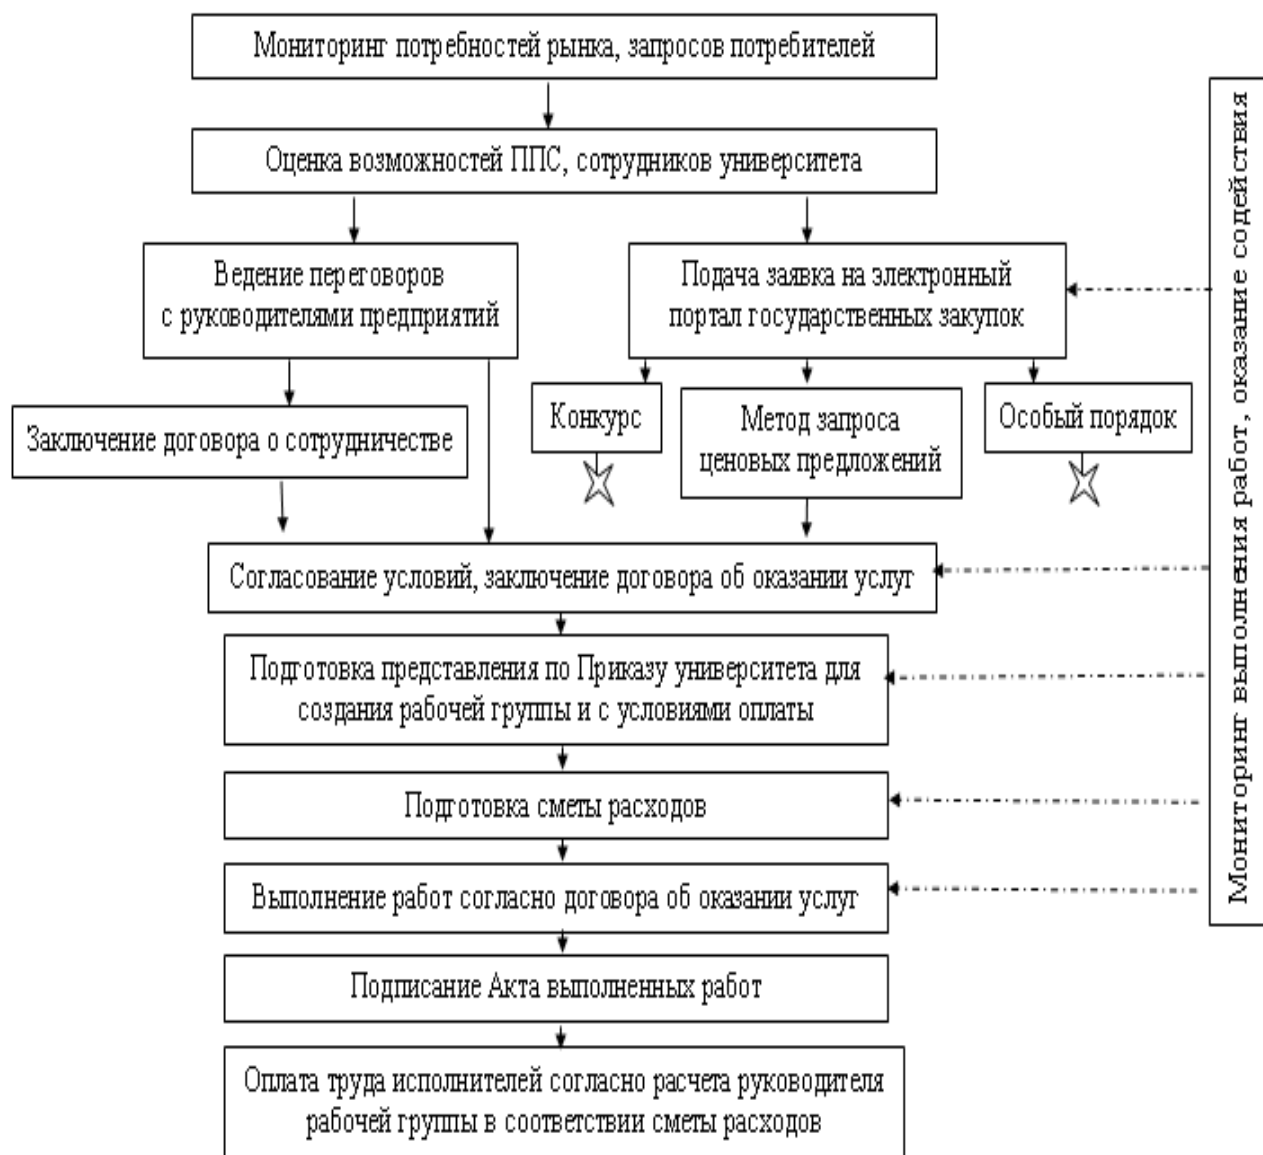 Мониторинг потребностей рынка, запросов потребителей
Оценка возможностей ППС, сотрудников университета
Ведение переговоров
с руководителями предприятий
Подача заявка на электронный
портал государственных закупок
Конкурс
Метод запроса
ценовых предложений
Особый порядок
Заключение договора о сотрудничестве
Согласование условий, заключение договора об оказании услуг
Подготовка представления по Приказу университета для
создания рабочей группы и с условиями оплаты
Подготовка сметы расходов
Выполнение работ согласно договора об оказании услуг
Подписание Акта выполненных работ
Оплата труда исполнителей согласно расчета руководителя
рабочей группы в соответствии сметы расходов
Мониторинг выполнения работ, оказание содействия